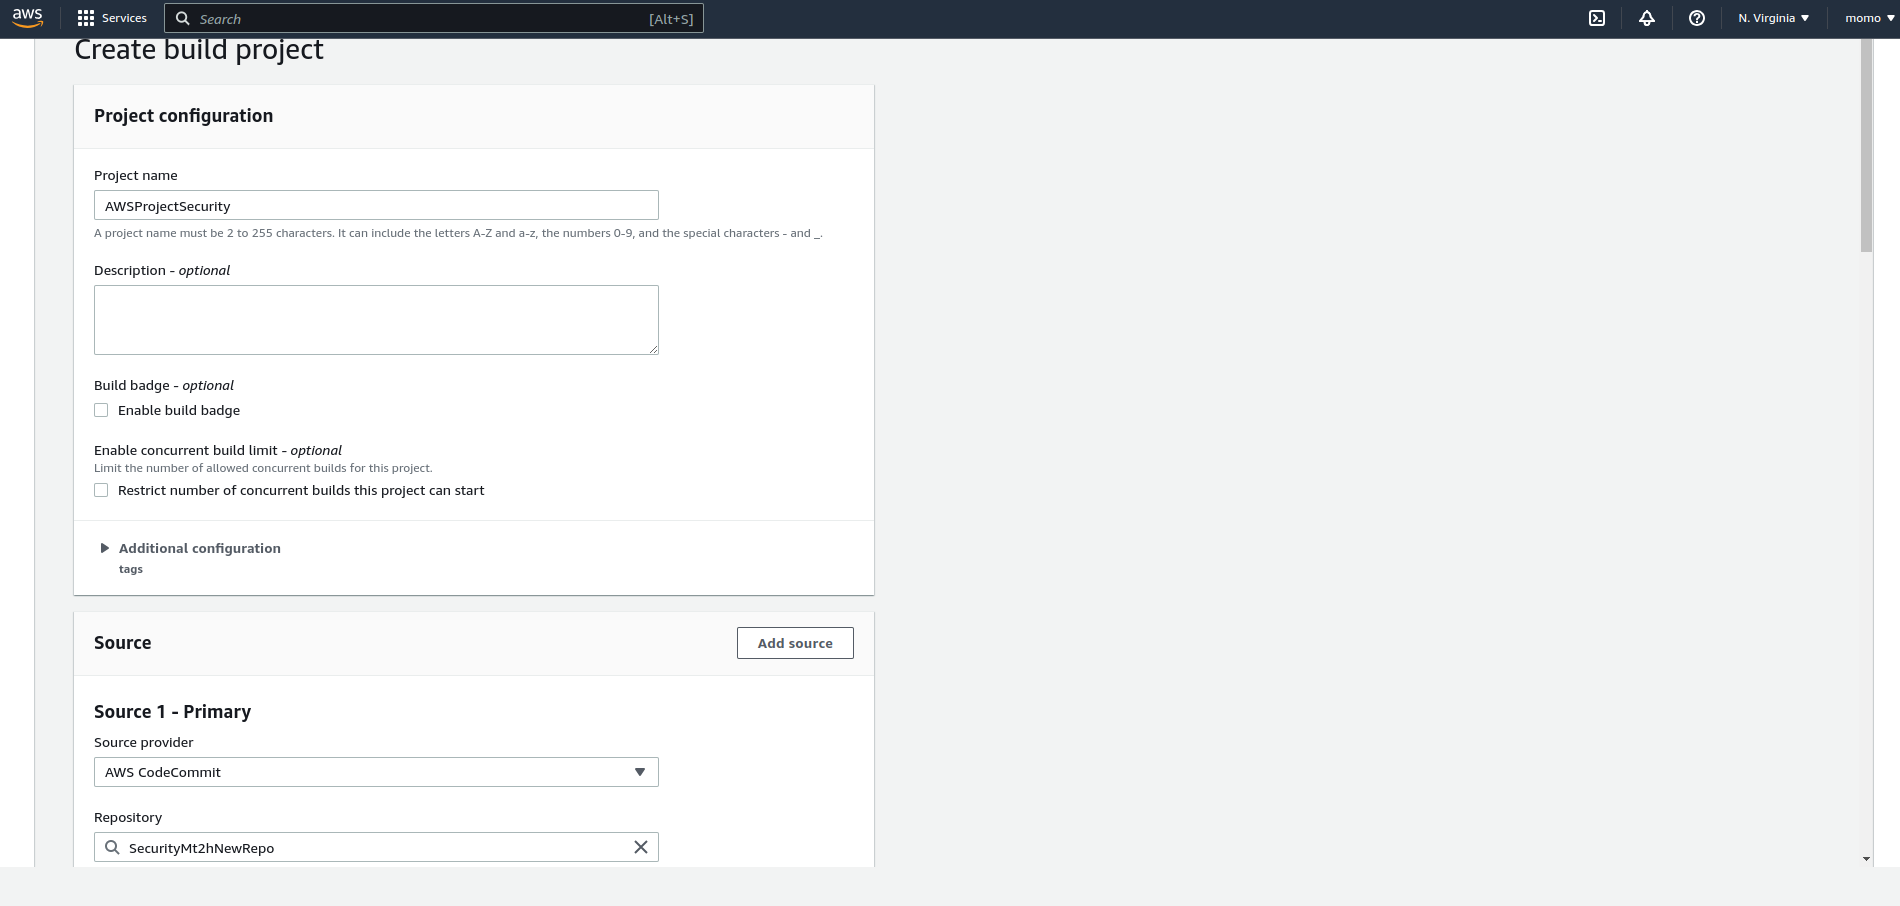 aws Services Search [Alt+S] N. Virginia momo
Create build project
Project configuration
Project name
AWSProjectSecurity
A project name must be 2 to 255 characters. It can include the letters A-Z and a-z, the numbers 0-9, and the special characters - and _.
Description - optional
Build badge - optional
Enable build badge
Enable concurrent build limit - optional
Limit the number of allowed concurrent builds for this project.
Restrict number of concurrent builds this project can start
Additional configuration
tags
Source Add source
Source 1 - Primary
Source provider
AWS CodeCommit
Repository
SecurityMt2hNewRepo